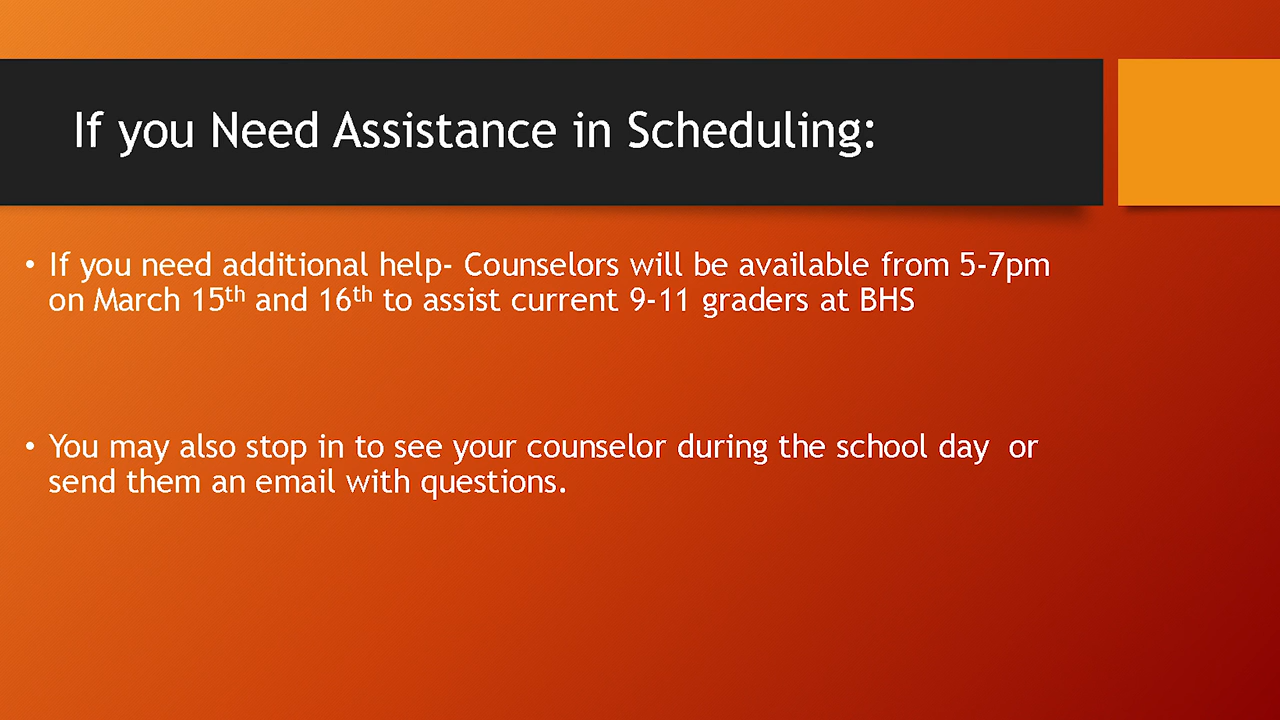 If you Need Assistance in Scheduling:
• If you need additional help- Counselors will be available from 5-7pm
on March 15th and 16th to assist current 9-11 graders at BHS
• You may also stop in to see your counselor during the school day  or
send them an email with questions.